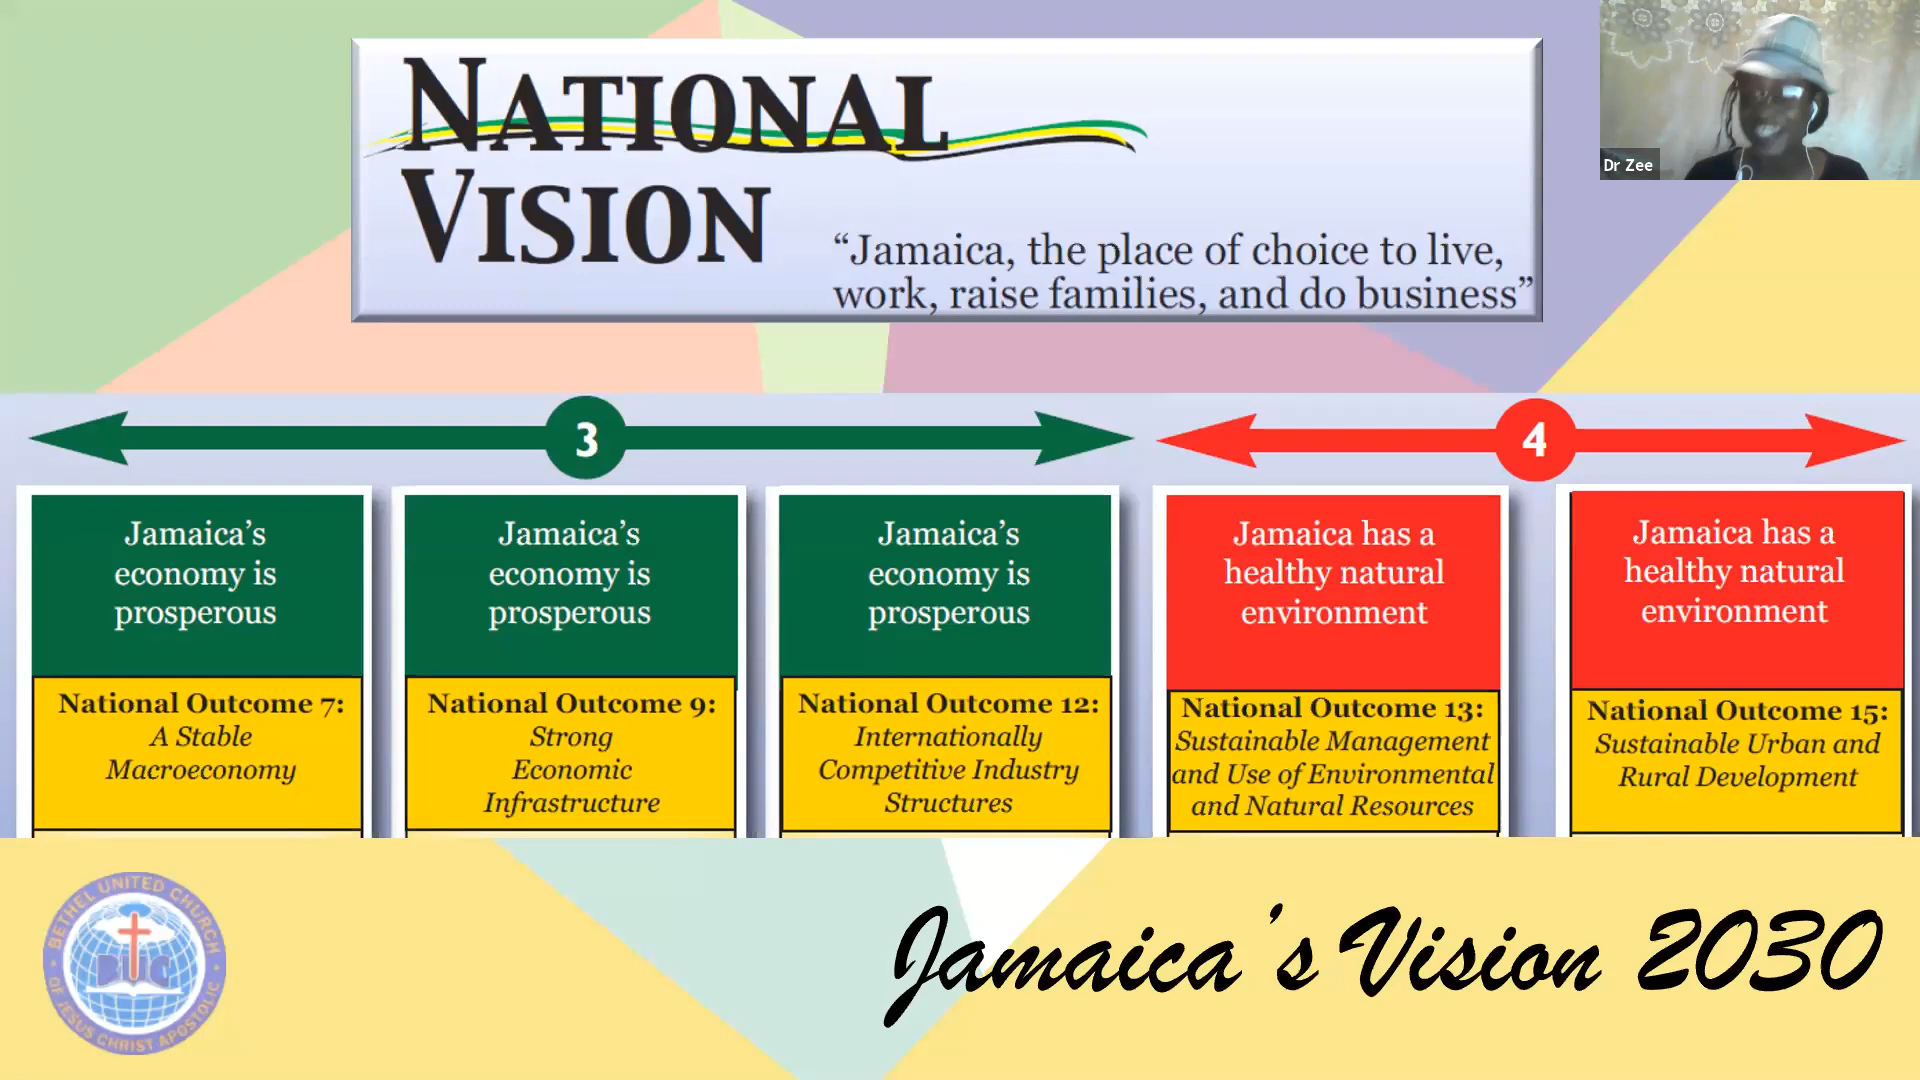 NATIONAL
VISION
“Jamaica, the place of choice to live,
work, raise families, and do business”
Dr Zee
3
4
Jamaica’s
economy is
prosperous
National Outcome 7:
A Stable
Macroeconomy
Jamaica’s
economy is
prosperous
National Outcome 9:
Strong
Economic
Infrastructure
Jamaica’s
economy is
prosperous
National Outcome 12:
Internationally
Competitive Industry
Structures
Jamaica has a
healthy natural
environment
National Outcome 13:
Sustainable Management
and Use of Environmental
and Natural Resources
Jamaica has a
healthy natural
environment
National Outcome 15:
Sustainable Urban and
Rural Development
BETHEL UNITED CHURCH
OF JESUS CHRIST APOSTOLIC
BUC
Jamaica’s Vision 2030